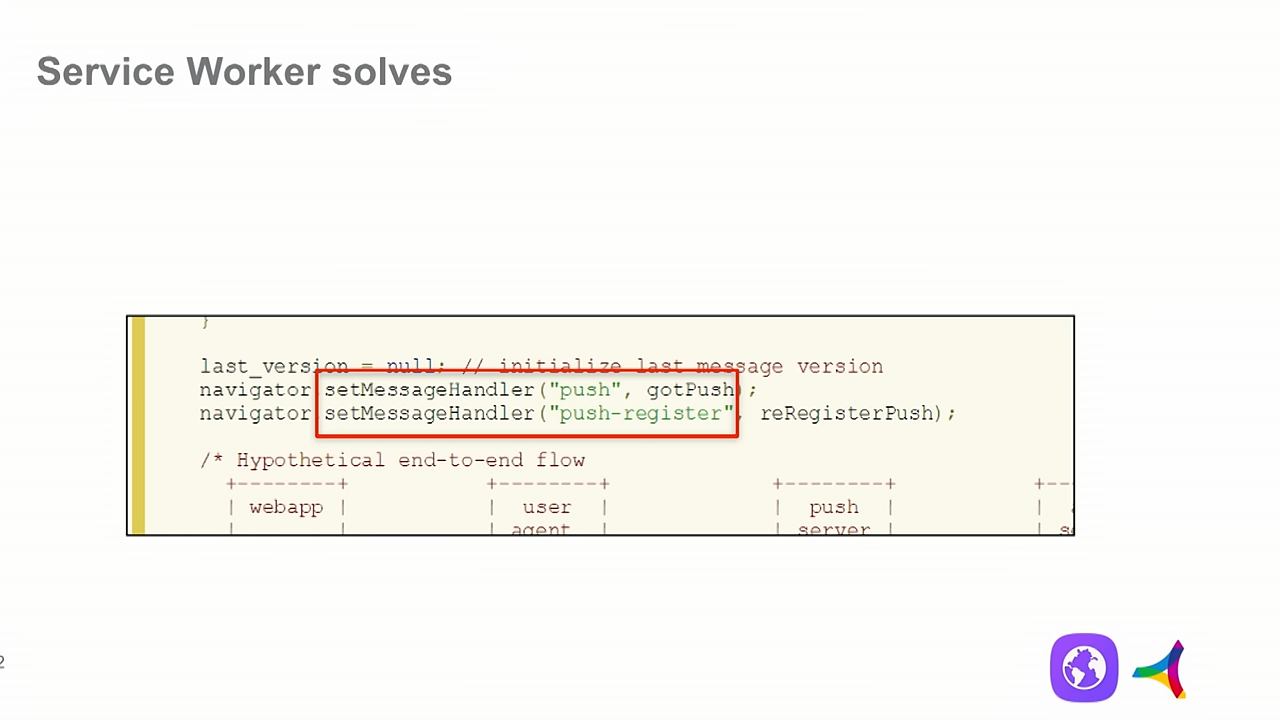 Service Worker solves
}
last_version = null; // initialize last message version
navigator.setMessageHandler("push", gotPush);
navigator.setMessageHandler("push-register", reRegisterPush);
/* Hypothetical end-to-end flow
+--------+ +--------+ +--------+ +---
| webapp | | user | | push | |
| | | agent | | server | |
2